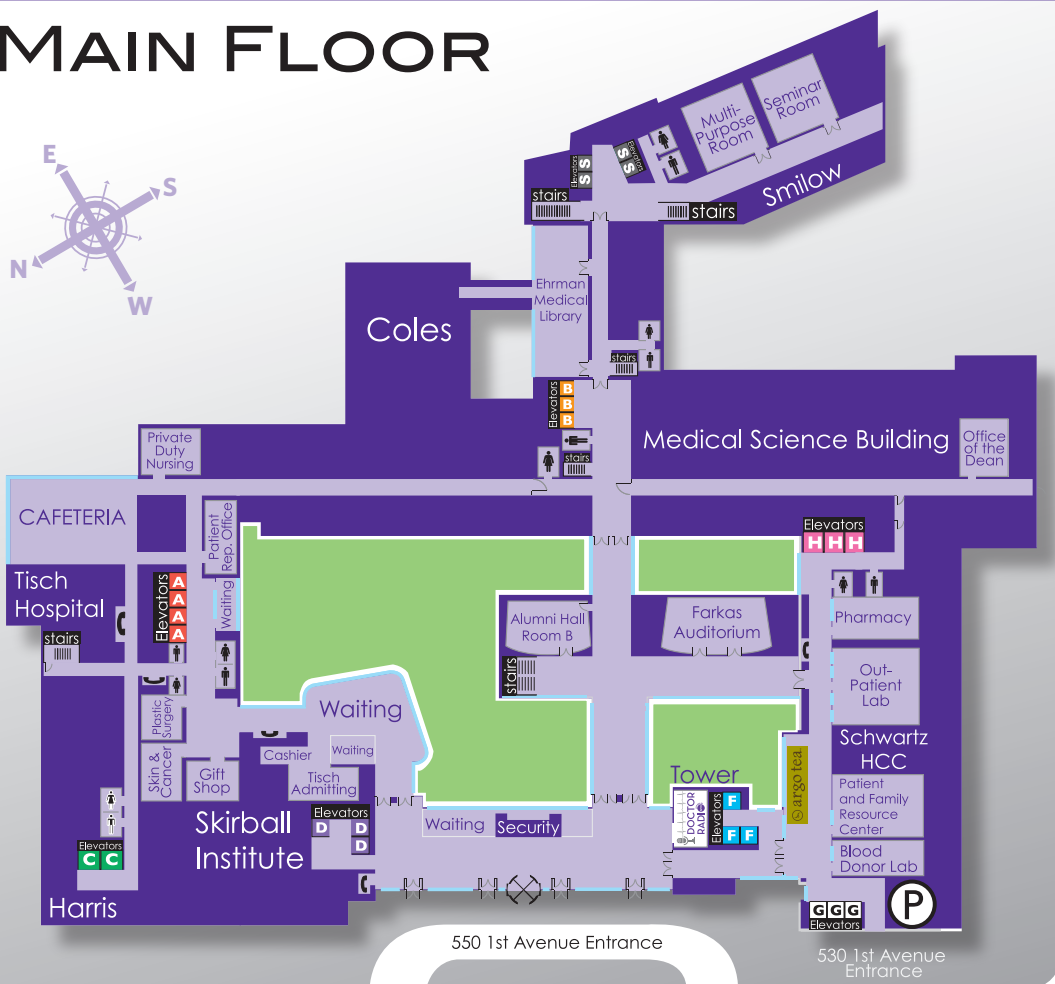 MAIN FLOOR
E
S
N
W
Multi-
Purpose
Room
Seminar
Room
Smilow
Elevators
S
S
Elevators
S
S
stairs
stairs
Ehrman
Medical
Library
Coles
stairs
Elevators
B
B
B
stairs
Medical Science Building
Office
of the
Dean
Private
Duty
Nursing
CAFETERIA
Patient
Rep. Office
Elevators
H H H
Tisch
Hospital
Elevators
A
A
A
A
Waiting
stairs
Alumni Hall
Room B
Farkas
Auditorium
Pharmacy
stairs
Out-
Patient
Lab
Plastic
Surgery
Waiting
Skin &
Cancer
Gift
Shop
Cashier
Waiting
Tisch
Admitting
Schwartz
HCC
argo tea
Tower
DOCTOR
RADIO
Elevators
F
F F
Patient
and Family
Resource
Center
Skirball
Institute
Elevators
D D
D
Waiting
Security
Blood
Donor Lab
Elevators
C C
Harris
G G G
Elevators
P
550 1st Avenue Entrance
530 1st Avenue
Entrance